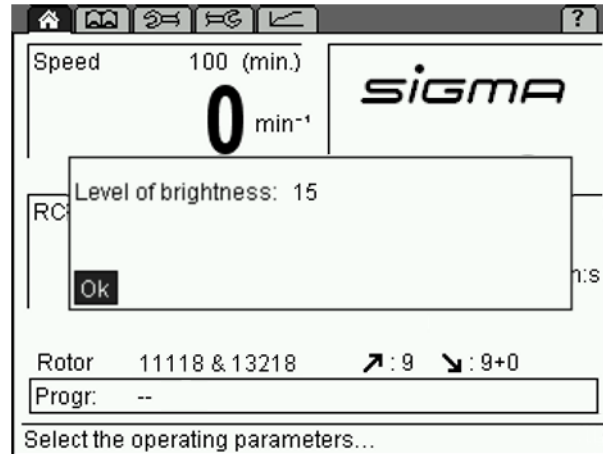 ?
Speed 100 (min.)
sigma
0 min⁻¹
Level of brightness: 15
RC
Ok
n:s
Rotor 11118 & 13218 ↗: 9 ↘: 9+0
Progr: --
Select the operating parameters...